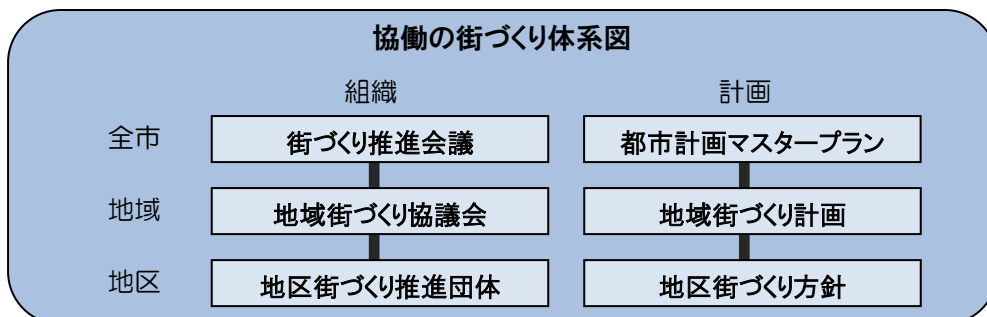 協働の街づくり体系図
組織 計画
全市 街づくり推進会議 都市計画マスタープラン
地域 地域街づくり協議会 地域街づくり計画
地区 地区街づくり推進団体 地区街づくり方針